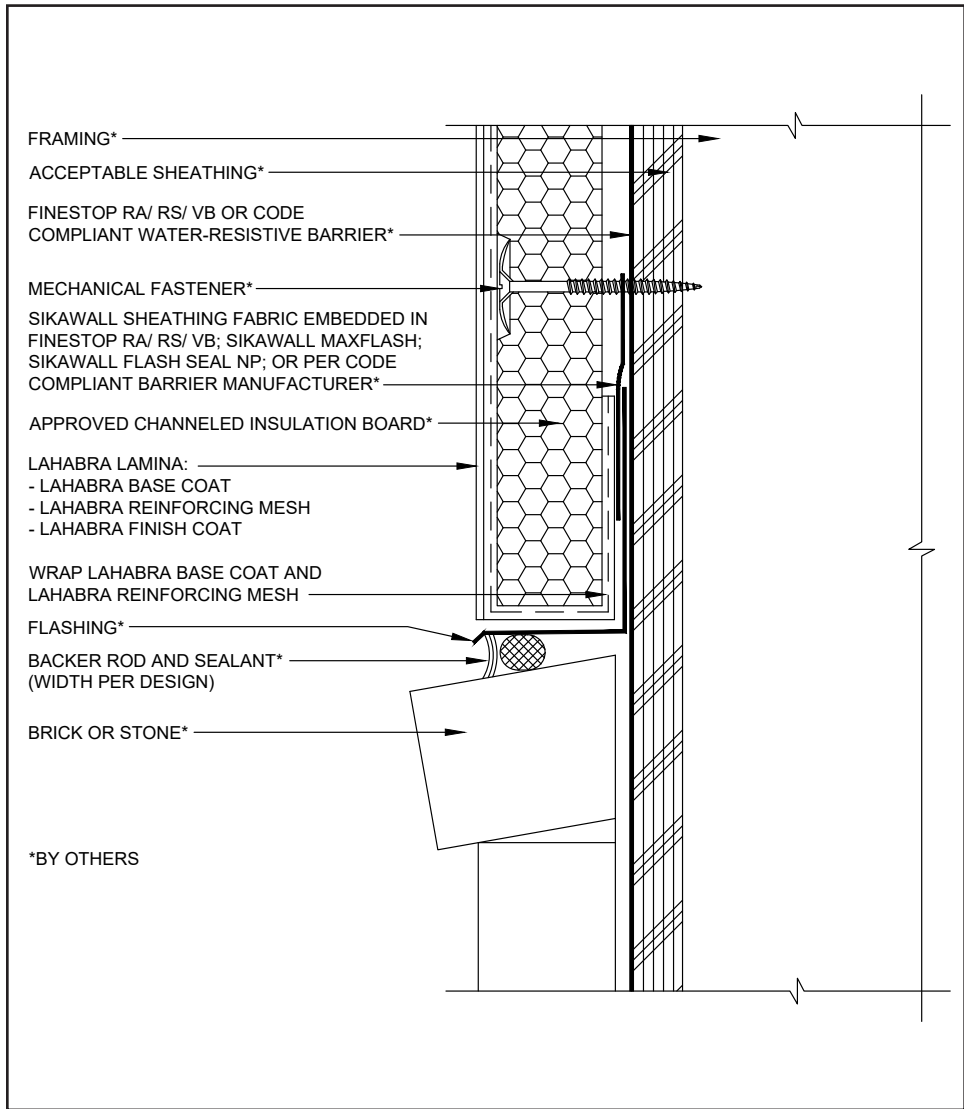 FRAMING*
ACCEPTABLE SHEATHING*
FINESTOP RA/ RS/ VB OR CODE
COMPLIANT WATER-RESISTIVE BARRIER*
MECHANICAL FASTENER*
SIKAWALL SHEATHING FABRIC EMBEDDED IN
FINESTOP RA/ RS/ VB; SIKAWALL MAXFLASH;
SIKAWALL FLASH SEAL NP; OR PER CODE
COMPLIANT BARRIER MANUFACTURER*
APPROVED CHANNELED INSULATION BOARD*
LAHABRA LAMINA:
- LAHABRA BASE COAT
- LAHABRA REINFORCING MESH
- LAHABRA FINISH COAT
WRAP LAHABRA BASE COAT AND
LAHABRA REINFORCING MESH
FLASHING*
BACKER ROD AND SEALANT*
(WIDTH PER DESIGN)
BRICK OR STONE*
*BY OTHERS